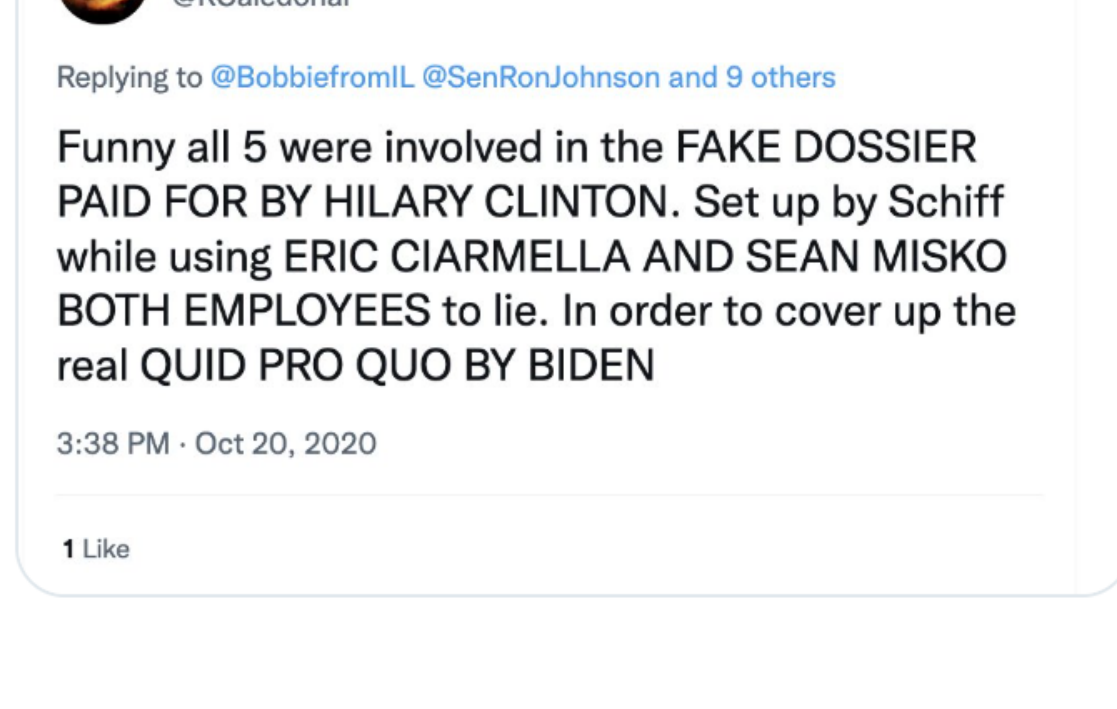 Replying to @BobbiefromIL @SenRonJohnson and 9 others
Funny all 5 were involved in the FAKE DOSSIER
PAID FOR BY HILARY CLINTON. Set up by Schiff
while using ERIC CIARMELLA AND SEAN MISKO
BOTH EMPLOYEES to lie. In order to cover up the
real QUID PRO QUO BY BIDEN
3:38 PM · Oct 20, 2020
1 Like